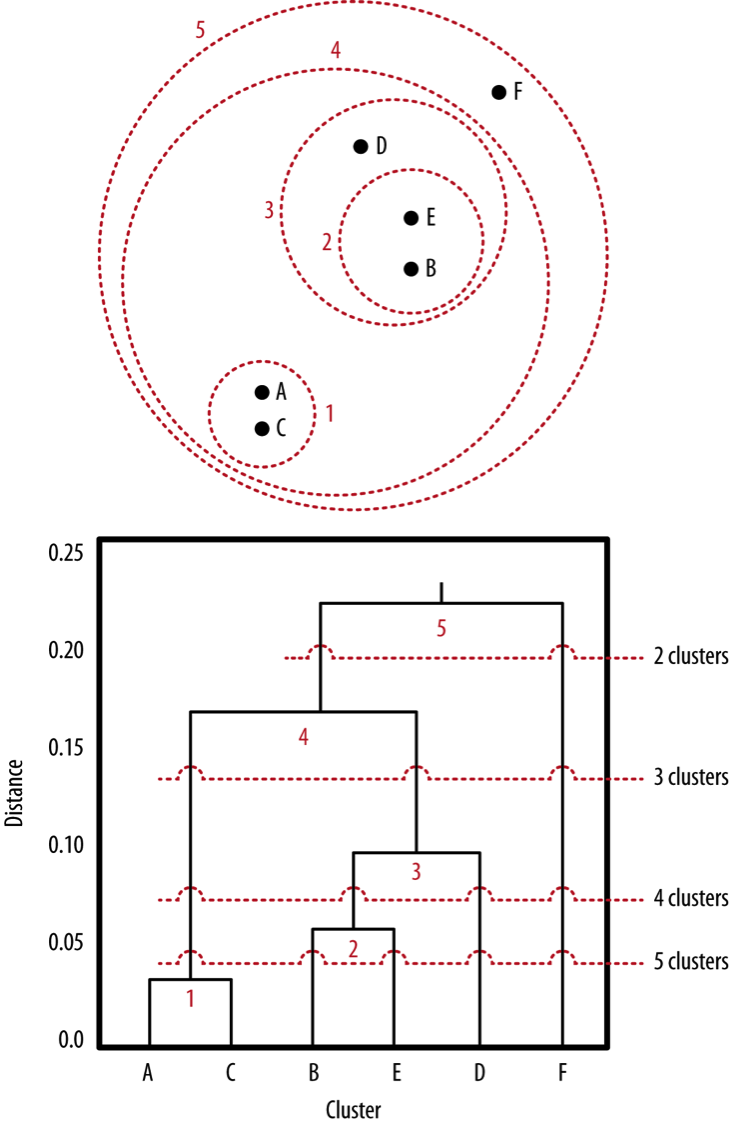 5
4
F
D
3
E
2
B
A
1
C
0.25
5
0.20
2 clusters
4
0.15
3 clusters
Distance
0.10
3
4 clusters
0.05
2
5 clusters
1
0.0
A C B E D F
Cluster